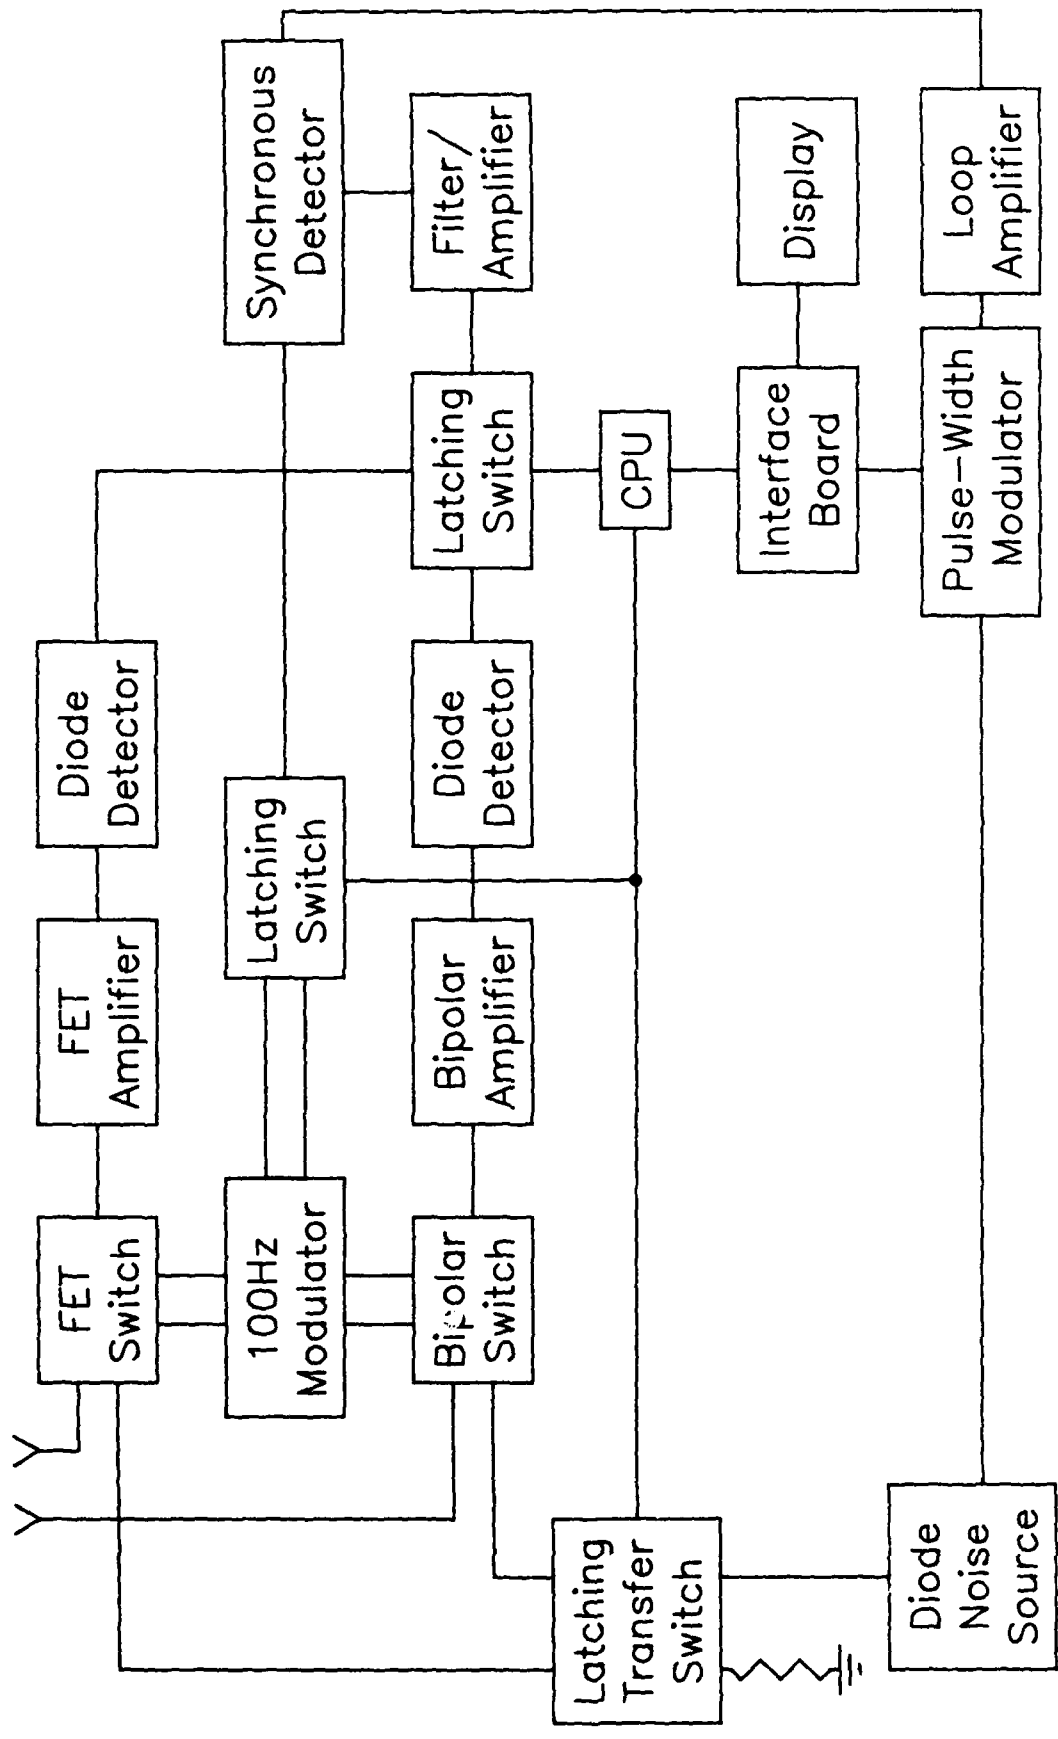 FET
Switch
FET
Amplifier
Diode
Detector
100Hz
Modulator
Latching
Switch
Synchronous
Detector
Bipolar
Switch
Bipolar
Amplifier
Diode
Detector
Latching
Switch
Filter/
Amplifier
Latching
Transfer
Switch
CPU
Interface
Board
Display
Diode
Noise
Source
Pulse-Width
Modulator
Loop
Amplifier